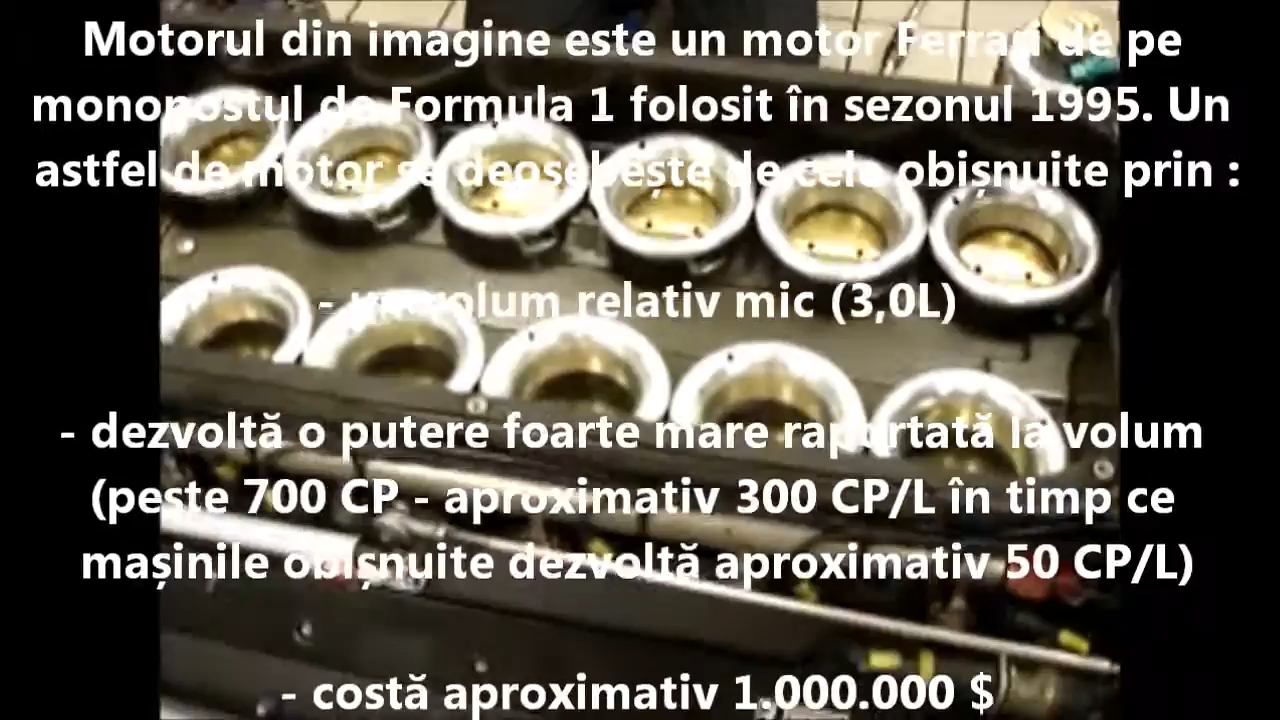 Motorul din imagine este un motor Ferrari de pe
monopostul de Formula 1 folosit în sezonul 1995. Un
astfel de motor se deosebește de cele obișnuite prin :
- un volum relativ mic (3,0L)
- dezvoltă o putere foarte mare raportată la volum
(peste 700 CP - aproximativ 300 CP/L în timp ce
mașinile obișnuite dezvoltă aproximativ 50 CP/L)
- costă aproximativ 1.000.000 $